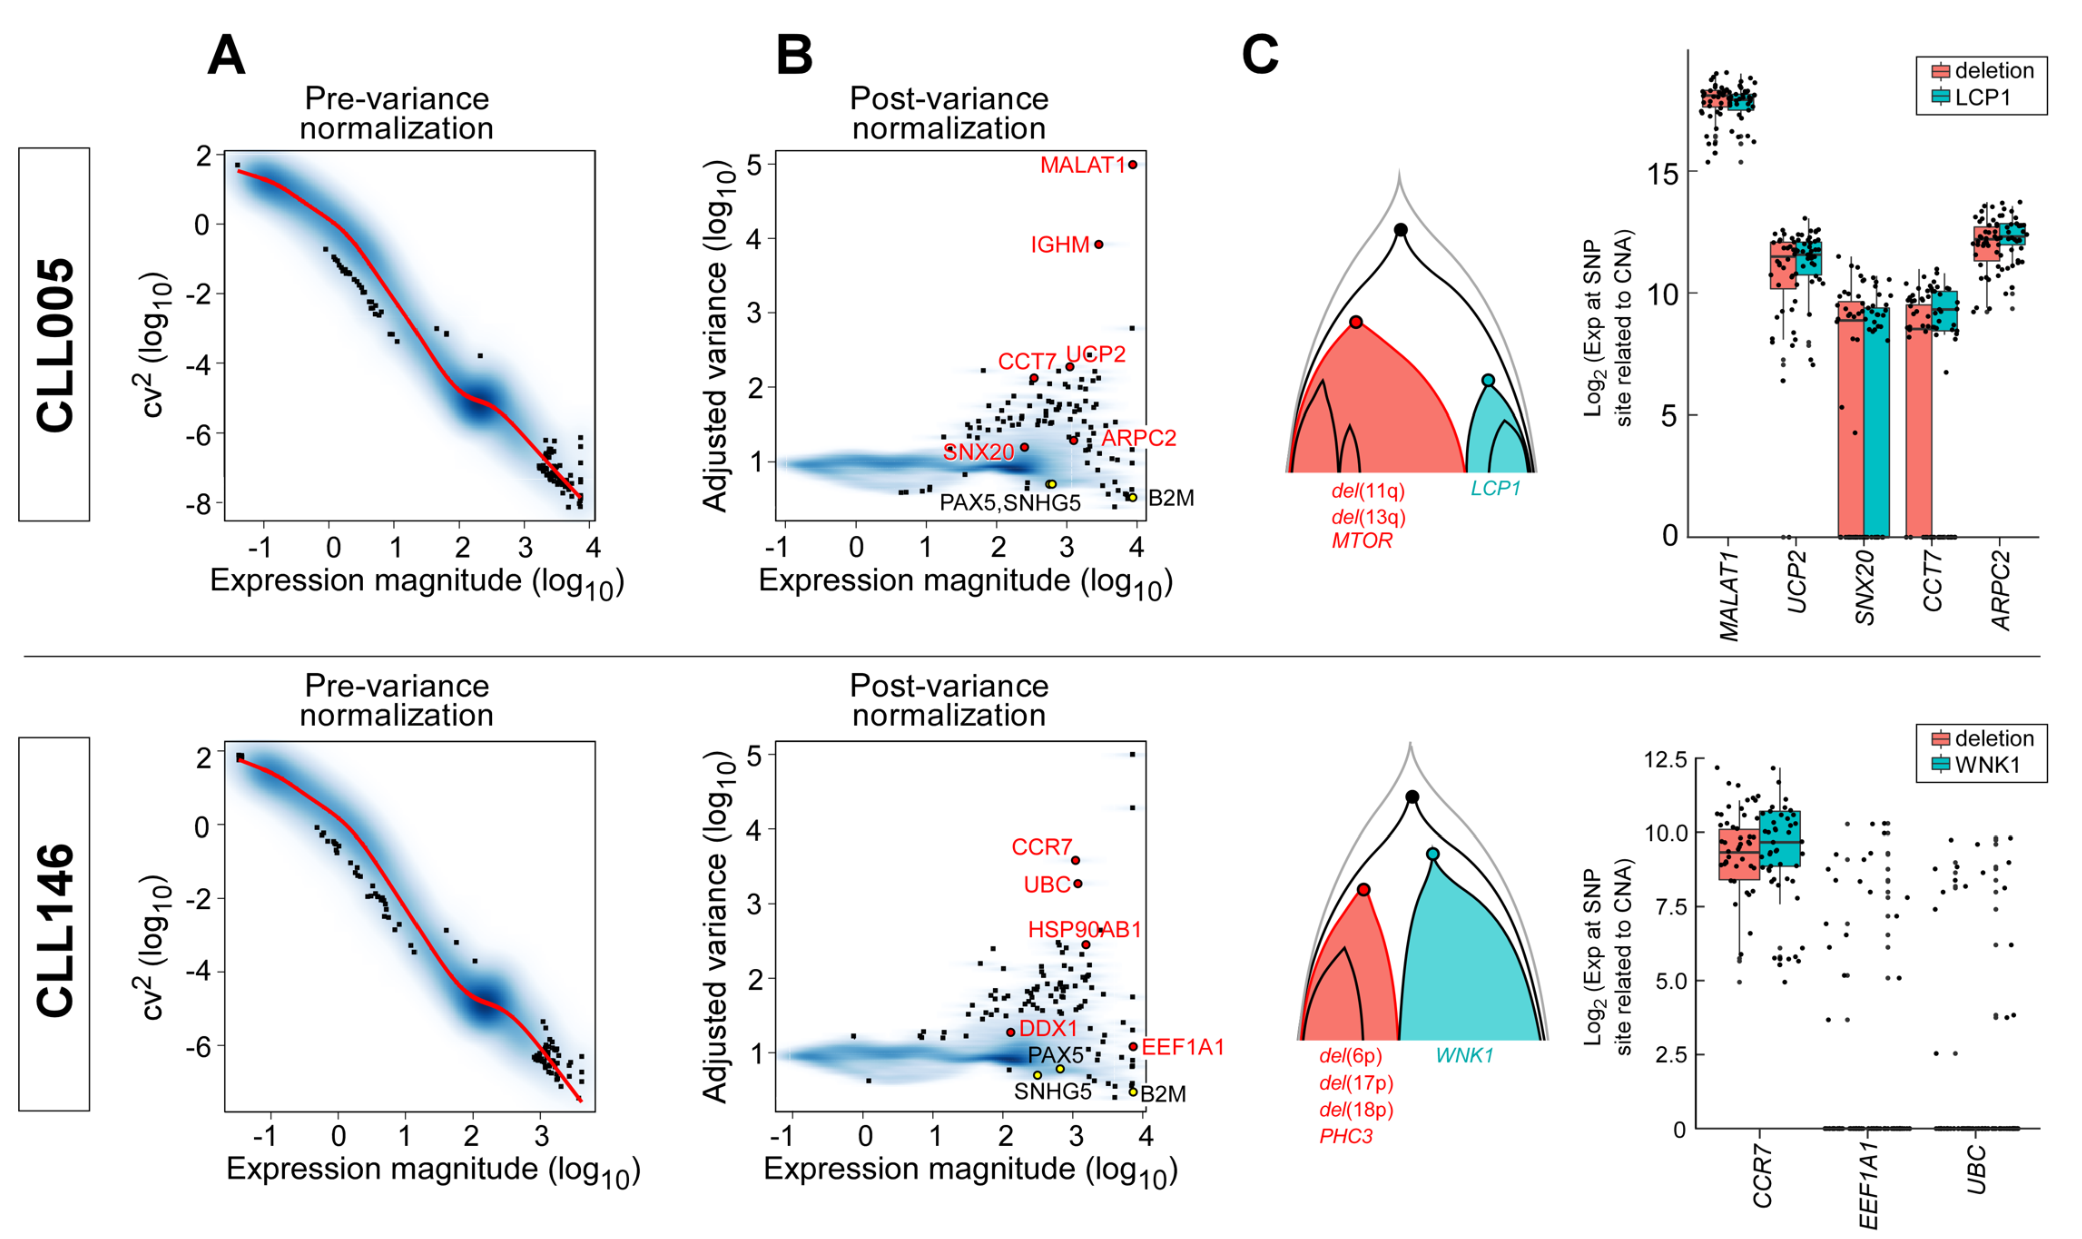 A
B
C
CLL005
Pre-variance
normalization
cv2 (log10)
2
0
-2
-4
-6
-8
-1 0 1 2 3 4
Expression magnitude (log10)
Post-variance
normalization
Adjusted variance (log10)
5
4
3
2
1
MALAT1
IGHM
CCT7
UCP2
ARPC2
SNX20
PAX5,SNHG5
B2M
-1 0 1 2 3 4
Expression magnitude (log10)
del(11q)
del(13q)
MTOR
LCP1
Log2 (Exp at SNP
site related to CNA)
15
10
5
0
deletion
LCP1
MALAT1
UCP2
SNX20
CCT7
ARPC2
CLL146
Pre-variance
normalization
cv2 (log10)
2
0
-2
-4
-6
-1 0 1 2 3
Expression magnitude (log10)
Post-variance
normalization
Adjusted variance (log10)
5
4
3
2
1
CCR7
UBC
HSP90AB1
DDX1
EEF1A1
PAX5
SNHG5
B2M
-1 0 1 2 3 4
Expression magnitude (log10)
del(6p)
del(17p)
del(18p)
PHC3
WNK1
Log2 (Exp at SNP
site related to CNA)
12.5
10.0
7.5
5.0
2.5
0
deletion
WNK1
CCR7
EEF1A1
UBC